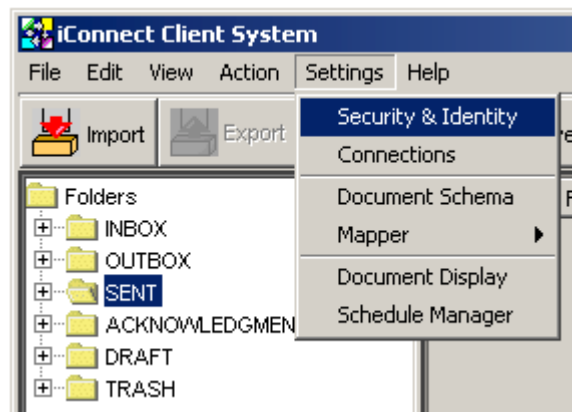 iConnect Client System
File Edit View Action Settings Help
Import Export
Security & Identity
Connections
Document Schema
Mapper
Document Display
Schedule Manager
Folders
INBOX
OUTBOX
SENT
ACKNOWLEDGMEN
DRAFT
TRASH